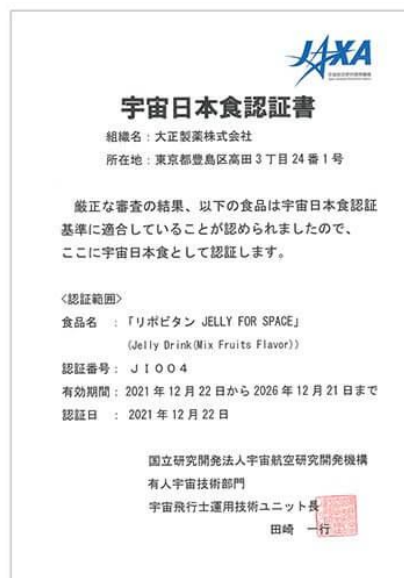 JAXA
宇宙日本食認証書
組織名：大正製薬株式会社
所在地：東京都豊島区高田3丁目24番1号
厳正な審査の結果、以下の食品は宇宙日本食認証
基準に適合していることが認められましたので、
ここに宇宙日本食として認証します。
<認証範囲>
食品名 ：「リポビタン JELLY FOR SPACE」
(Jelly Drink(Mix Fruits Flavor))
認証番号： JI004
有効期間：2021年12月22日から2026年12月21日まで
認証日 ：2021年12月22日
国立研究開発法人宇宙航空研究開発機構
有人宇宙技術部門
宇宙飛行士運用技術ユニット長
田崎 一行